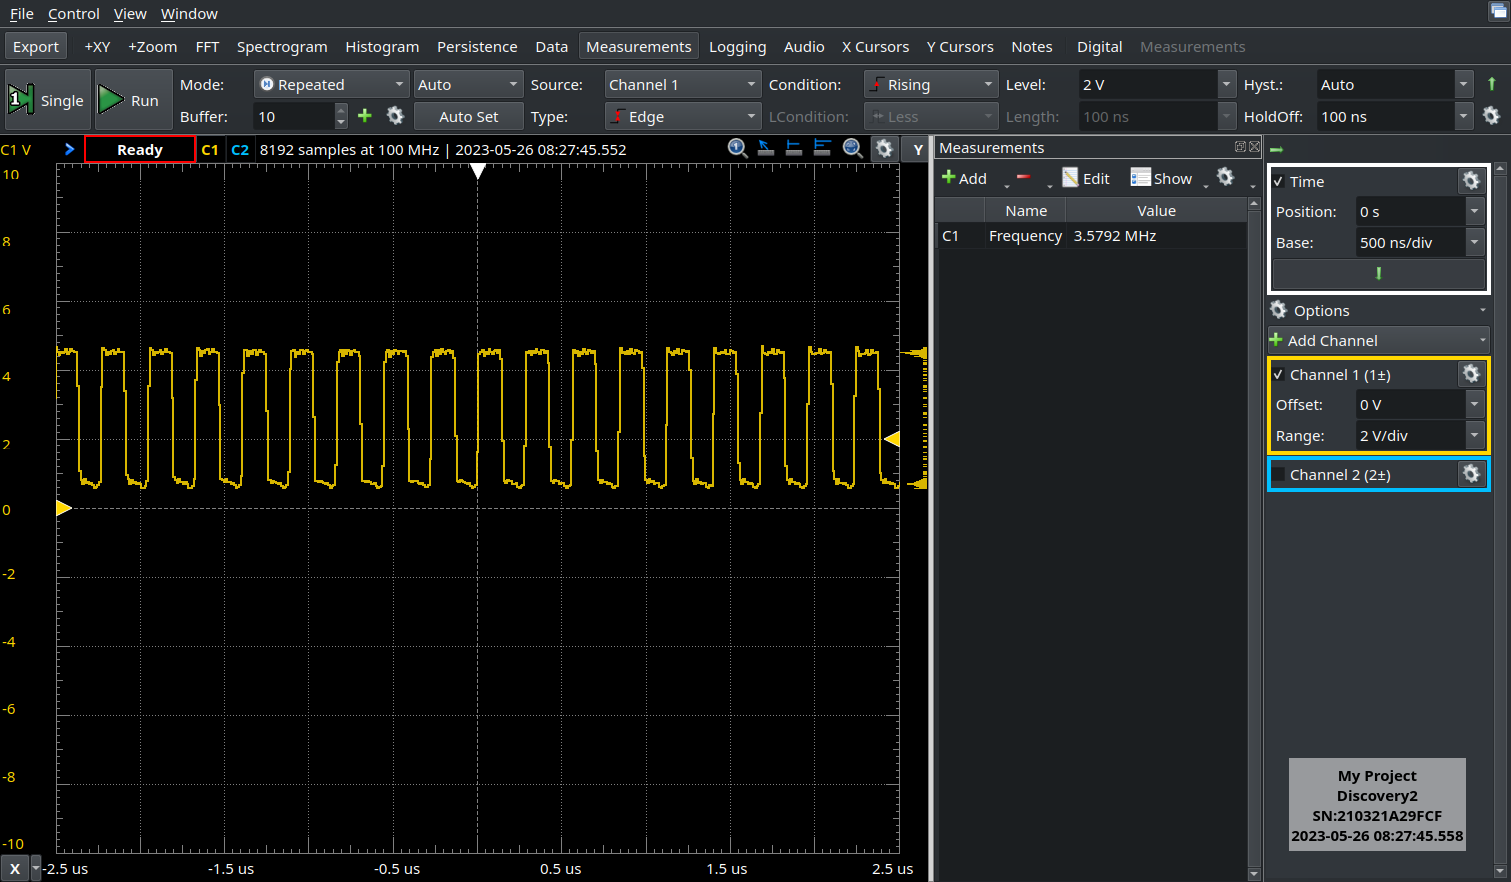 File Control View Window
Export +XY +Zoom FFT Spectrogram Histogram Persistence Data Measurements Logging Audio X Cursors Y Cursors Notes Digital Measurements
1 Single Run Mode: Repeated Auto Source: Channel 1 Condition: Rising Level: 2 V Hyst.: Auto
Buffer: 10 Auto Set Type: Edge LCondition: Less Length: 100 ns HoldOff: 100 ns
C1 V Ready C1 C2 8192 samples at 100 MHz | 2023-05-26 08:27:45.552 Y
10
8
6
4
2
0
-2
-4
-6
-8
-10
X -2.5 us -1.5 us -0.5 us 0.5 us 1.5 us 2.5 us
Measurements
Add Edit Show
Name Value
C1 Frequency 3.5792 MHz
Time
Position: 0 s
Base: 500 ns/div
Options
Add Channel
Channel 1 (1±)
Offset: 0 V
Range: 2 V/div
Channel 2 (2±)
My Project
Discovery2
SN:210321A29FCF
2023-05-26 08:27:45.558